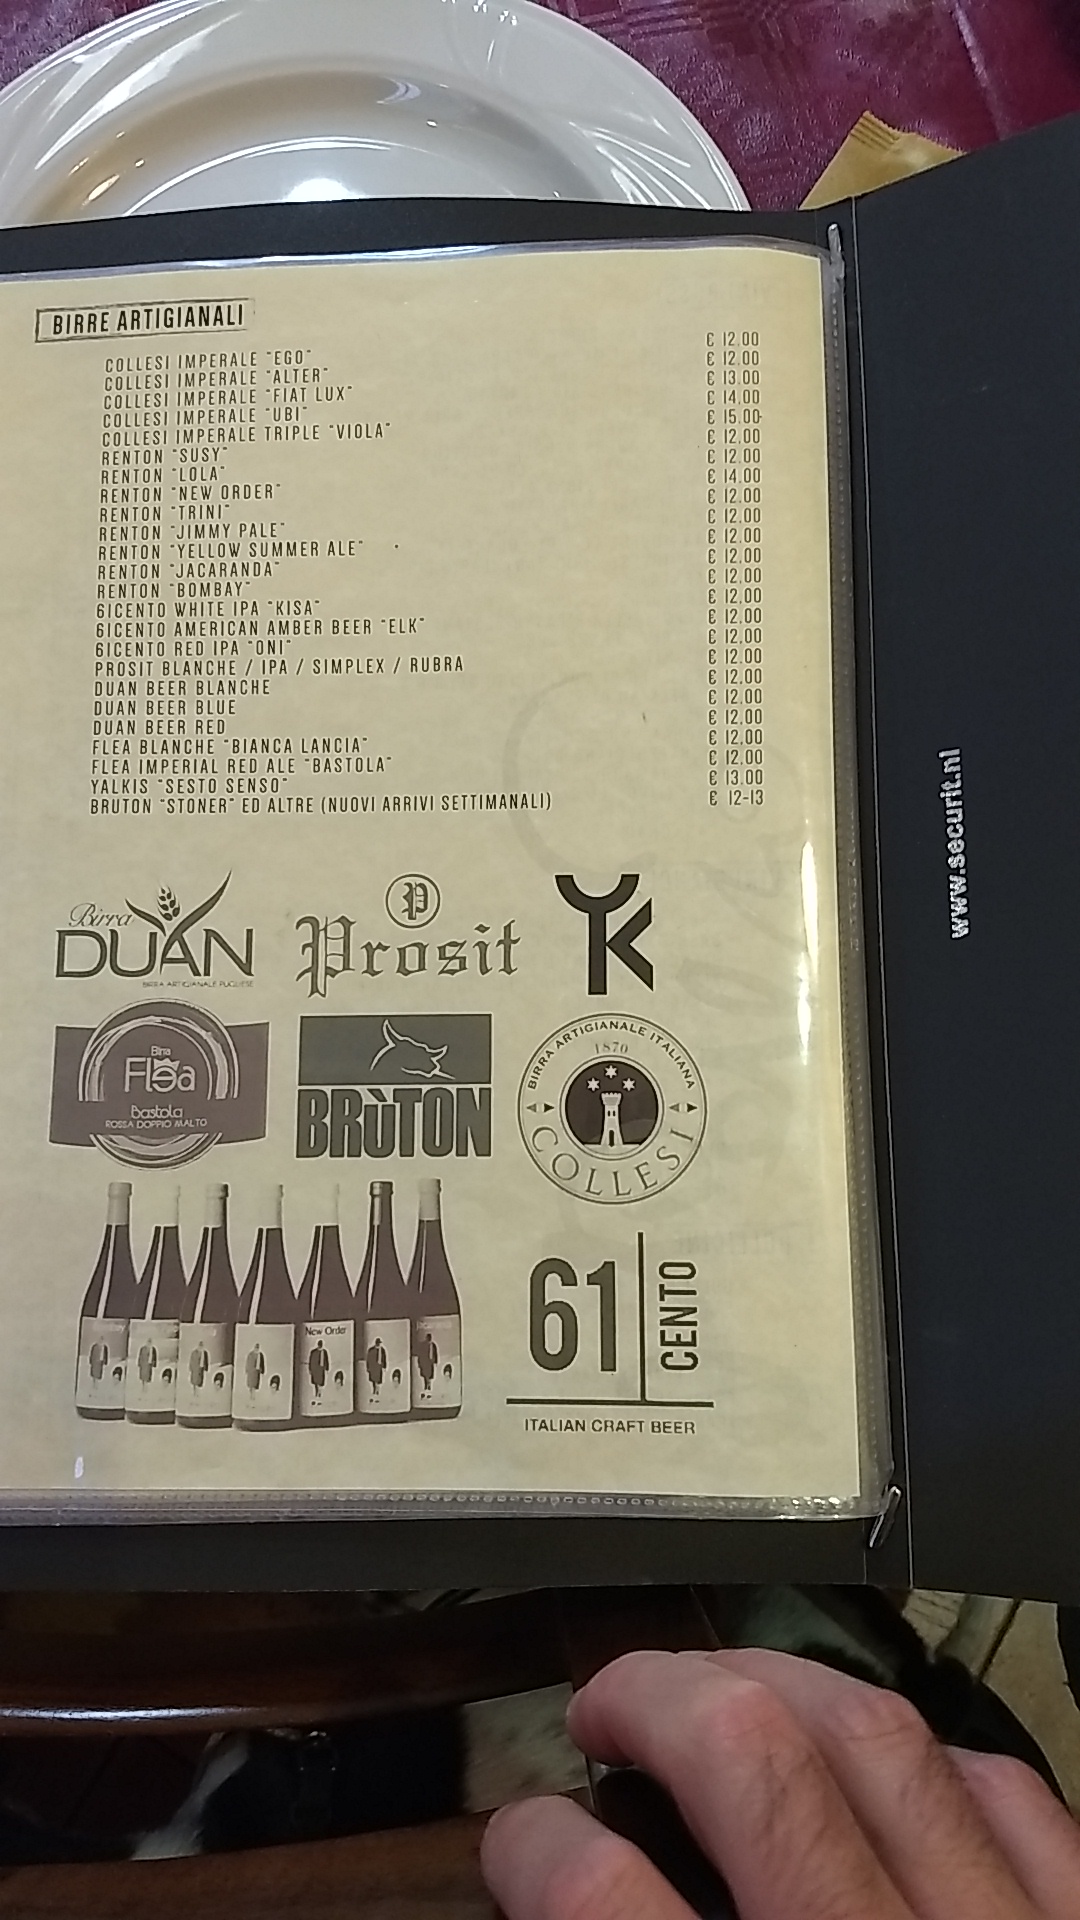 BIRRE ARTIGIANALI
COLLESI IMPERALE "EGO" € 12.00
COLLESI IMPERALE "ALTER" € 12.00
COLLESI IMPERALE "FIAT LUX" € 13.00
COLLESI IMPERALE "UBI" € 14.00
COLLESI IMPERALE TRIPLE "VIOLA" € 15.00
RENTON "SUSY" € 12.00
RENTON "LOLA" € 12.00
RENTON "NEW ORDER" € 14.00
RENTON "TRINI" € 12.00
RENTON "JIMMY PALE" € 12.00
RENTON "YELLOW SUMMER ALE" € 12.00
RENTON "JACARANDA" € 12.00
RENTON "BOMBAY" € 12.00
61CENTO WHITE IPA "KISA" € 12.00
61CENTO AMERICAN AMBER BEER "ELK" € 12.00
61CENTO RED IPA "ONI" € 12.00
PROSIT BLANCHE / IPA / SIMPLEX / RUBRA € 12.00
DUAN BEER BLANCHE € 12.00
DUAN BEER BLUE € 12.00
DUAN BEER RED € 12.00
FLEA BLANCHE "BIANCA LANCIA" € 12.00
FLEA IMPERIAL RED ALE "BASTOLA" € 12.00
YALKIS "SESTO SENSO" € 13.00
BRUTON "STONER" ED ALTRE (NUOVI ARRIVI SETTIMANALI) € 12-13
Birra
DUAN
BIRRA ARTIGIANALE PUGLIESE
P
Prosit
YK
Birra
Flea
Bastola
ROSSA DOPPIO MALTO
BRùTON
BIRRA ARTIGIANALE ITALIANA
1870
COLLESI
New Order
61 CENTO
ITALIAN CRAFT BEER
www.securit.nl